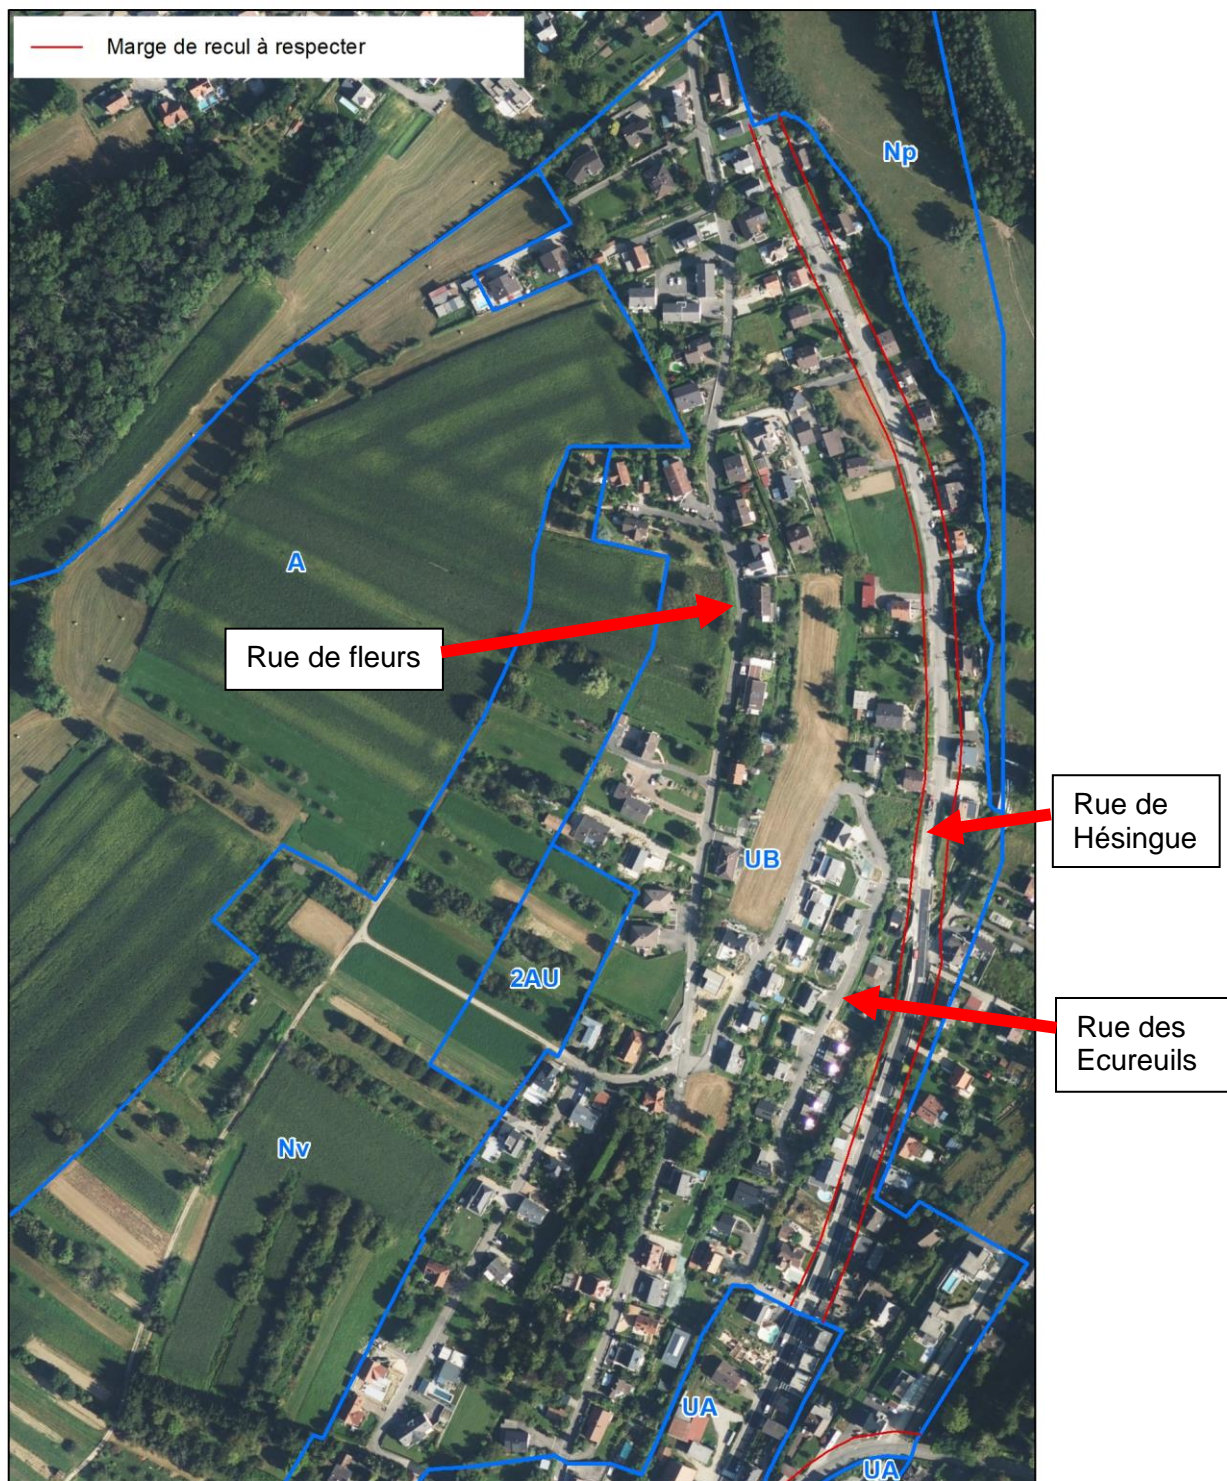 Marge de recul à respecter
Np
A
Rue de fleurs
Rue de
Hésingue
UB
2AU
Rue des
Ecureuils
Nv
UA
UA